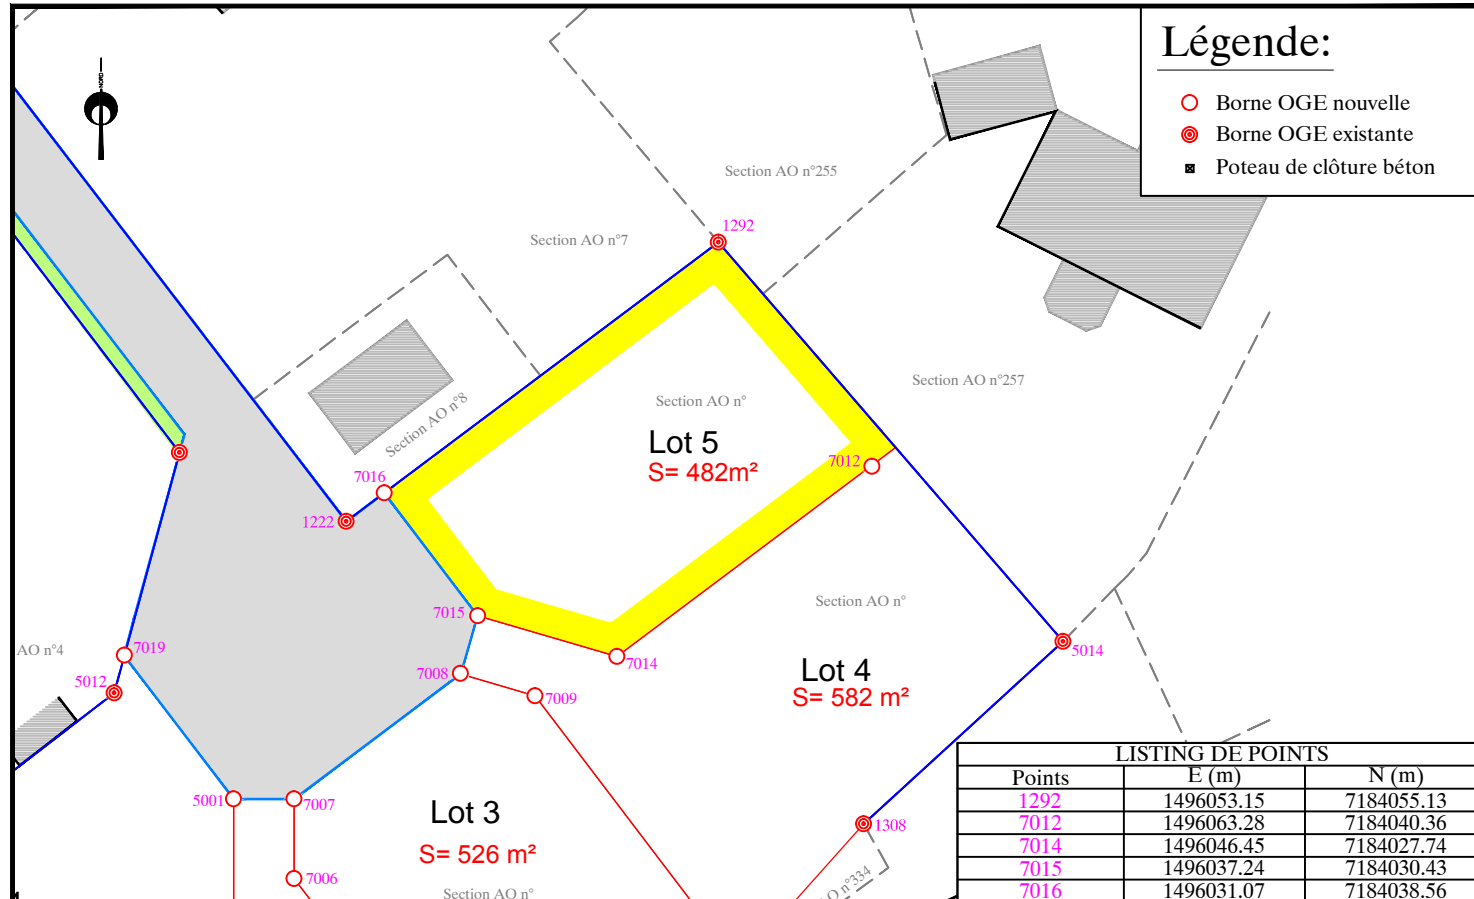 Légende:
Borne OGE nouvelle
Borne OGE existante
Poteau de clôture béton
NORD
Section AO n°255
1292
Section AO n°7
Section AO n°257
Section AO n°8
Section AO n°
Lot 5
S= 482m²
7012
7016
1222
7015
Section AO n°
7014
7019
AO n°4
5012
7008
7009
5014
Lot 4
S= 582 m²
5001
7007
Lot 3
S= 526 m²
1308
7006
Section AO n°
O n°334
LISTING DE POINTS
Points E (m) N (m)
1292 1496053.15 7184055.13
7012 1496063.28 7184040.36
7014 1496046.45 7184027.74
7015 1496037.24 7184030.43
7016 1496031.07 7184038.56